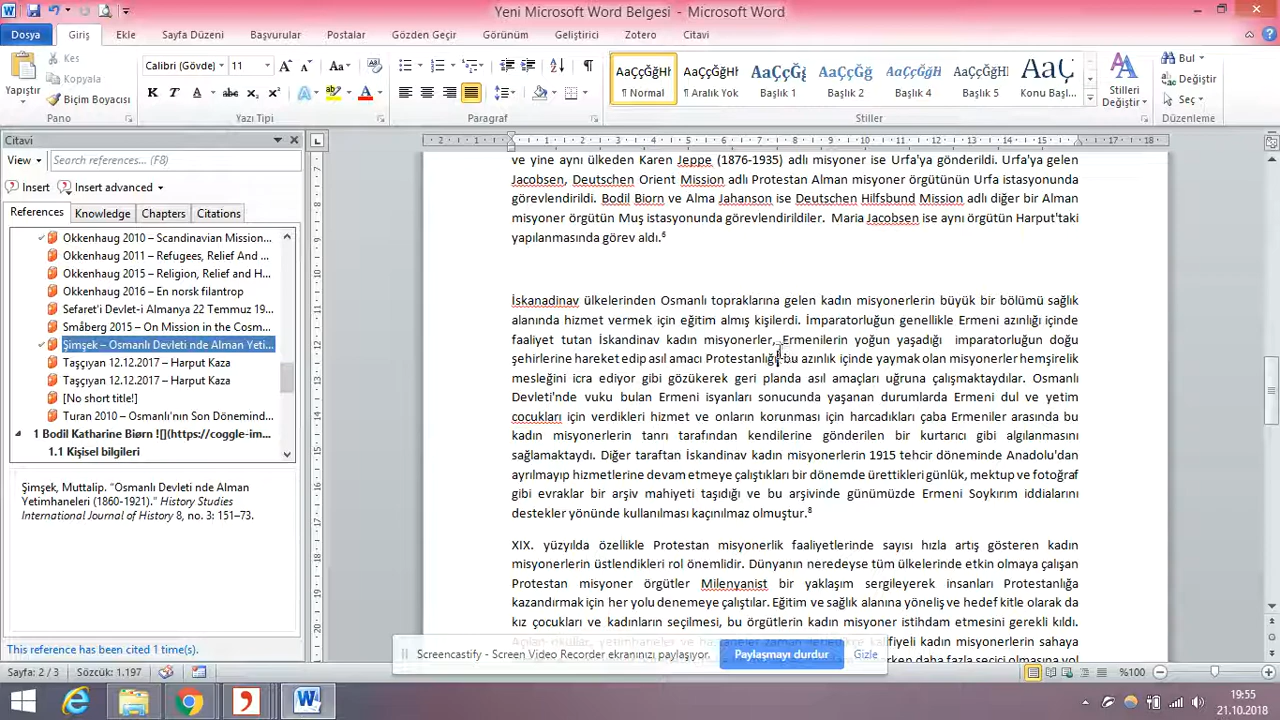 Yeni Microsoft Word Belgesi - Microsoft Word
Dosya Giriş Ekle Sayfa Düzeni Başvurular Postalar Gözden Geçir Görünüm Geliştirici Zotero Citavi
Yapıştır
Kes
Kopyala
Biçim Boyacısı
Calibri (Gövde) 11
AaÇçĞğHł AaÇçĞğHł AaÇçĞğ AaÇçĞğ AaÇçĞğH AaÇçĞğHł AaÇ
¶ Normal ¶ Aralık Yok Başlık 1 Başlık 2 Başlık 4 Başlık 5 Konu Başl...
Stilleri Değiştir
Bul
Değiştir
Seç
Pano Yazı Tipi Paragraf Stiller Düzenleme
Citavi
View Search references... (F8)
Insert Insert advanced
References Knowledge Chapters Citations
Okkenhaug 2010 – Scandinavian Mission...
Okkenhaug 2011 – Refugees, Relief And ...
Okkenhaug 2015 – Religion, Relief and H...
Okkenhaug 2016 – En norsk filantrop
Sefaret'i Devlet-i Almanya 22 Temmuz 19...
Småberg 2015 – On Mission in the Cosm...
Şimşek – Osmanlı Devleti nde Alman Yeti...
Taşçıyan 12.12.2017 – Harput Kaza
Taşçıyan 12.12.2017 – Harput Kaza
[No short title!]
Turan 2010 – Osmanlı'nın Son Dönemind...
1 Bodil Katharine Biørn ![](https://coggle-im...
1.1 Kişisel bilgileri
Şimşek, Muttalip. "Osmanlı Devleti nde Alman
Yetimhaneleri (1860-1921)." History Studies
International Journal of History 8, no. 3: 151–73.
This reference has been cited 1 time(s).
ve yine aynı ülkeden Karen Jeppe (1876-1935) adlı misyoner ise Urfa'ya gönderildi. Urfa'ya gelen
Jacobsen, Deutschen Orient Mission adlı Protestan Alman misyoner örgütünün Urfa istasyonunda
görevlendirildi. Bodil Biorn ve Alma Jahanson ise Deutschen Hilfsbund Mission adlı diğer bir Alman
misyoner örgütün Muş istasyonunda görevlendirildiler. Maria Jacobsen ise aynı örgütün Harput'taki
yapılanmasında görev aldı.⁶
İskanadinav ülkelerinden Osmanlı topraklarına gelen kadın misyonerlerin büyük bir bölümü sağlık
alanında hizmet vermek için eğitim almış kişilerdi. İmparatorluğun genellikle Ermeni azınlığı içinde
faaliyet tutan İskandinav kadın misyonerler, Ermenilerin yoğun yaşadığı imparatorluğun doğu
şehirlerine hareket edip asıl amacı Protestanlığı bu azınlık içinde yaymak olan misyonerler hemşirelik
mesleğini icra ediyor gibi gözükerek geri planda asıl amaçları uğruna çalışmaktaydılar. Osmanlı
Devleti'nde vuku bulan Ermeni isyanları sonucunda yaşanan durumlarda Ermeni dul ve yetim
cocukları için verdikleri hizmet ve onların korunması için harcadıkları çaba Ermeniler arasında bu
kadın misyonerlerin tanrı tarafından kendilerine gönderilen bir kurtarıcı gibi algılanmasını
sağlamaktaydı. Diğer taraftan İskandinav kadın misyonerlerin 1915 tehcir döneminde Anadolu'dan
ayrılmayıp hizmetlerine devam etmeye çalıştıkları bir dönemde ürettikleri günlük, mektup ve fotoğraf
gibi evraklar bir arşiv mahiyeti taşıdığı ve bu arşivinde günümüzde Ermeni Soykırım iddialarını
destekler yönünde kullanılması kaçınılmaz olmuştur.⁸
XIX. yüzyılda özellikle Protestan misyonerlik faaliyetlerinde sayısı hızla artış gösteren kadın
misyonerlerin üstlendikleri rol önemlidir. Dünyanın neredeyse tüm ülkelerinde etkin olmaya çalışan
Protestan misyoner örgütler Milenyanist bir yaklaşım sergileyerek insanları Protestanlığa
kazandırmak için her yolu denemeye çalıştılar. Eğitim ve sağlık alanına yöneliş ve hedef kitle olarak da
kız çocukları ve kadınların seçilmesi, bu örgütlerin kadın misyoner istihdam etmesini gerekli kıldı.
kalifiyeli kadın misyonerlerin sahaya
Screencastify - Screen Video Recorder ekranınızı paylaşıyor. Paylaşmayı durdur Gizle
Sayfa: 2 / 3 Sözcük: 1.197 %100
19:55
21.10.2018